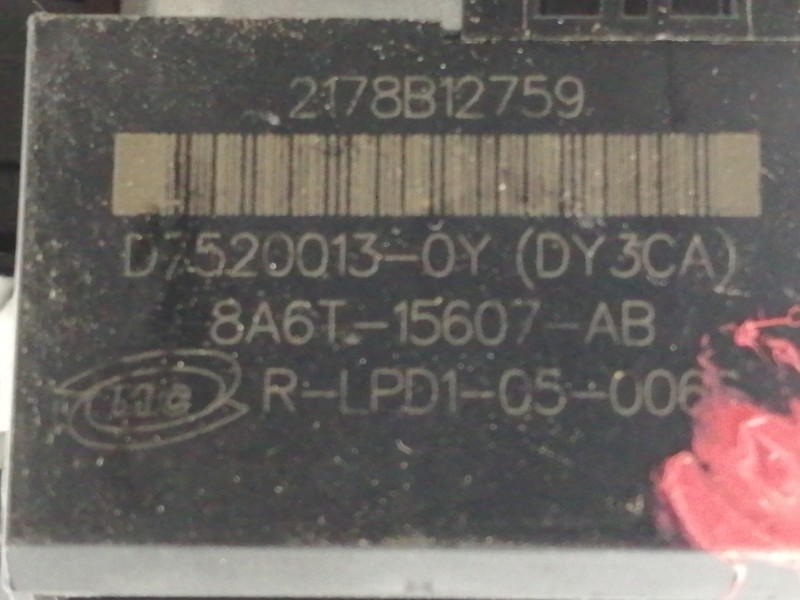 2178B12759
D7520013-0Y (DY3CA)
8A6T-15607-AB
R-LPD1-05-006